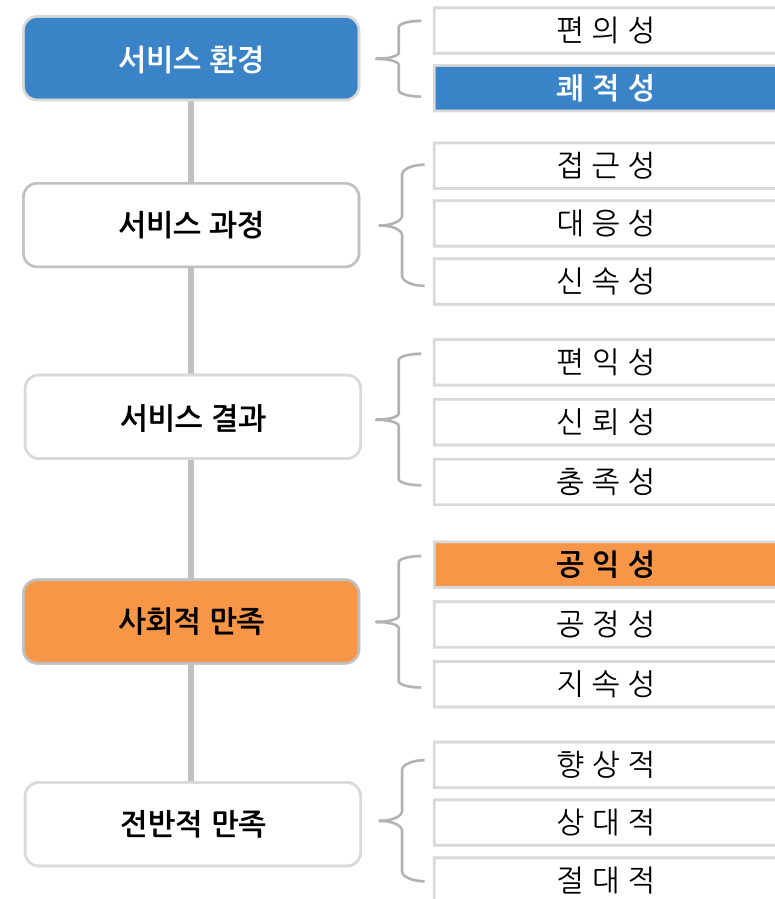 서비스 환경
편 의 성
쾌 적 성
서비스 과정
접 근 성
대 응 성
신 속 성
서비스 결과
편 익 성
신 뢰 성
충 족 성
사회적 만족
공 익 성
공 정 성
지 속 성
전반적 만족
향 상 적
상 대 적
절 대 적